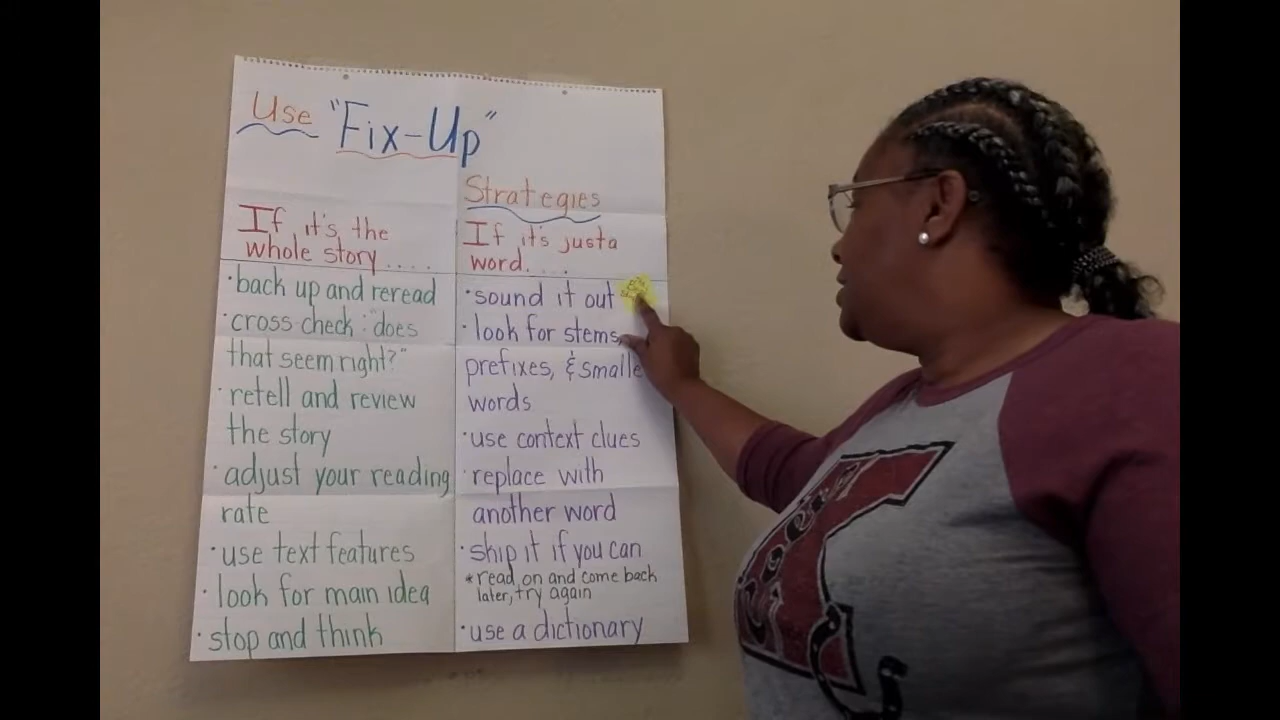 Use "Fix-Up"
Strategies
If it's the
whole story....
· back up and reread
· cross check: "does
that seem right?"
· retell and review
the story
· adjust your reading
rate
· use text features
· look for main idea
· stop and think
If it's just a
word....
· sound it out
· look for stems,
prefixes, & smalle
words
· use context clues
· replace with
another word
· skip it if you can
* read on and come back
later, try again
· use a dictionary